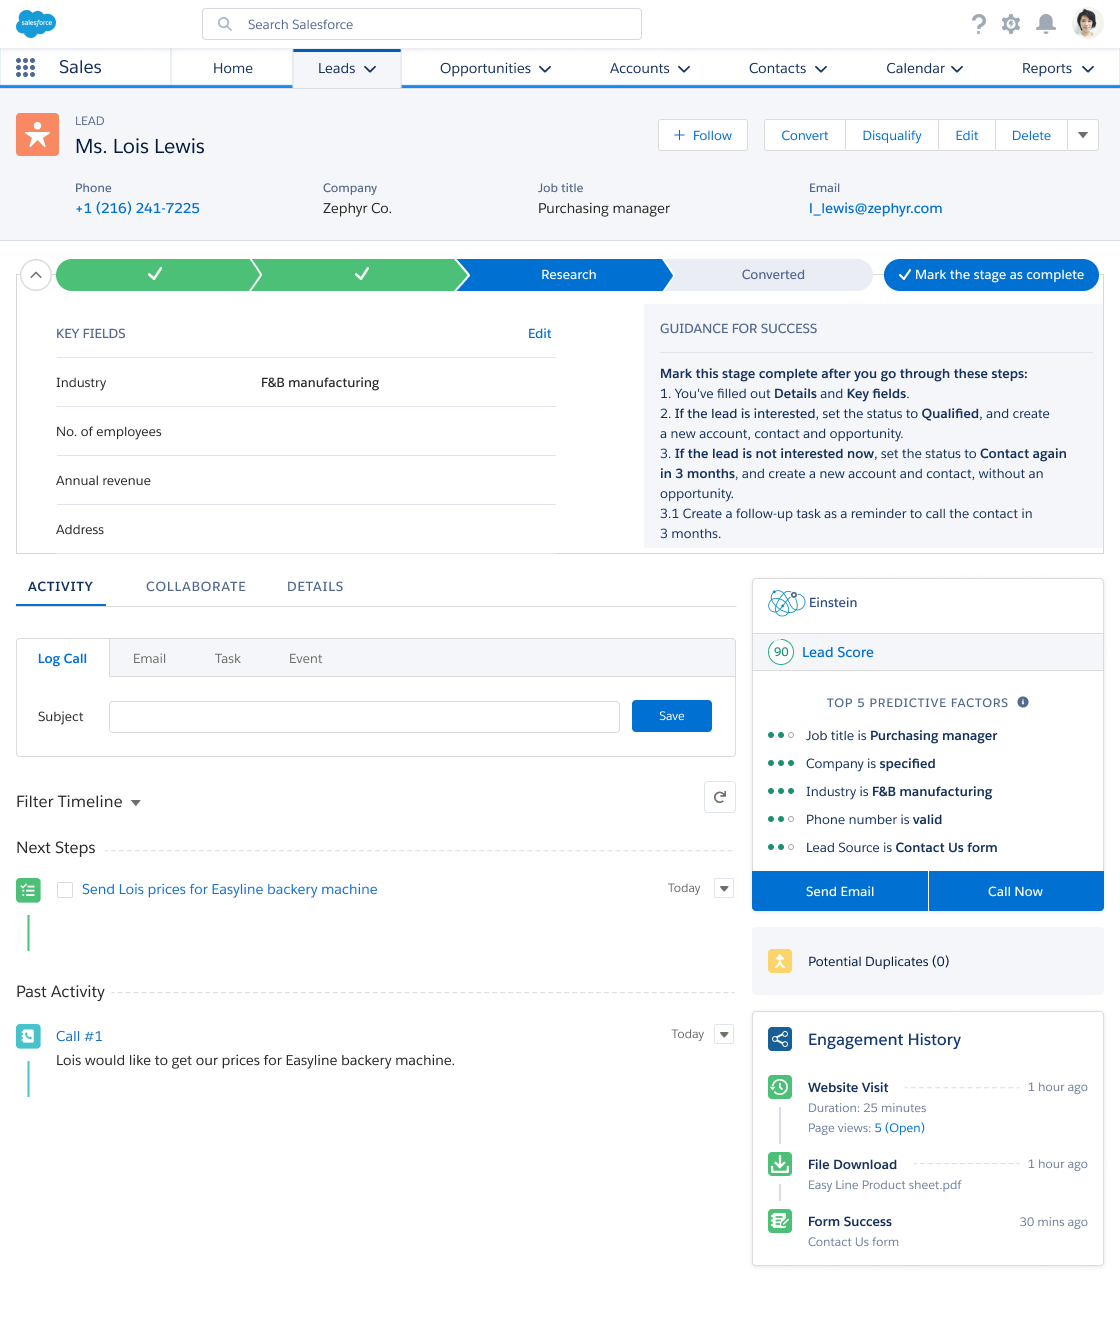 salesforce
Search Salesforce
Sales
Home
Leads
Opportunities
Accounts
Contacts
Calendar
Reports
LEAD
Ms. Lois Lewis
+ Follow
Convert
Disqualify
Edit
Delete
Phone
+1 (216) 241-7225
Company
Zephyr Co.
Job title
Purchasing manager
Email
l_lewis@zephyr.com
Research
Converted
Mark the stage as complete
KEY FIELDS
Edit
Industry
F&B manufacturing
No. of employees
Annual revenue
Address
GUIDANCE FOR SUCCESS
Mark this stage complete after you go through these steps:
1. You've filled out Details and Key fields.
2. If the lead is interested, set the status to Qualified, and create
a new account, contact and opportunity.
3. If the lead is not interested now, set the status to Contact again
in 3 months, and create a new account and contact, without an
opportunity.
3.1 Create a follow-up task as a reminder to call the contact in
3 months.
ACTIVITY
COLLABORATE
DETAILS
Log Call
Email
Task
Event
Subject
Save
Filter Timeline
Next Steps
Send Lois prices for Easyline backery machine
Today
Past Activity
Call #1
Today
Lois would like to get our prices for Easyline backery machine.
Einstein
90 Lead Score
TOP 5 PREDICTIVE FACTORS
Job title is Purchasing manager
Company is specified
Industry is F&B manufacturing
Phone number is valid
Lead Source is Contact Us form
Send Email
Call Now
Potential Duplicates (0)
Engagement History
Website Visit
1 hour ago
Duration: 25 minutes
Page views: 5 (Open)
File Download
1 hour ago
Easy Line Product sheet.pdf
Form Success
30 mins ago
Contact Us form